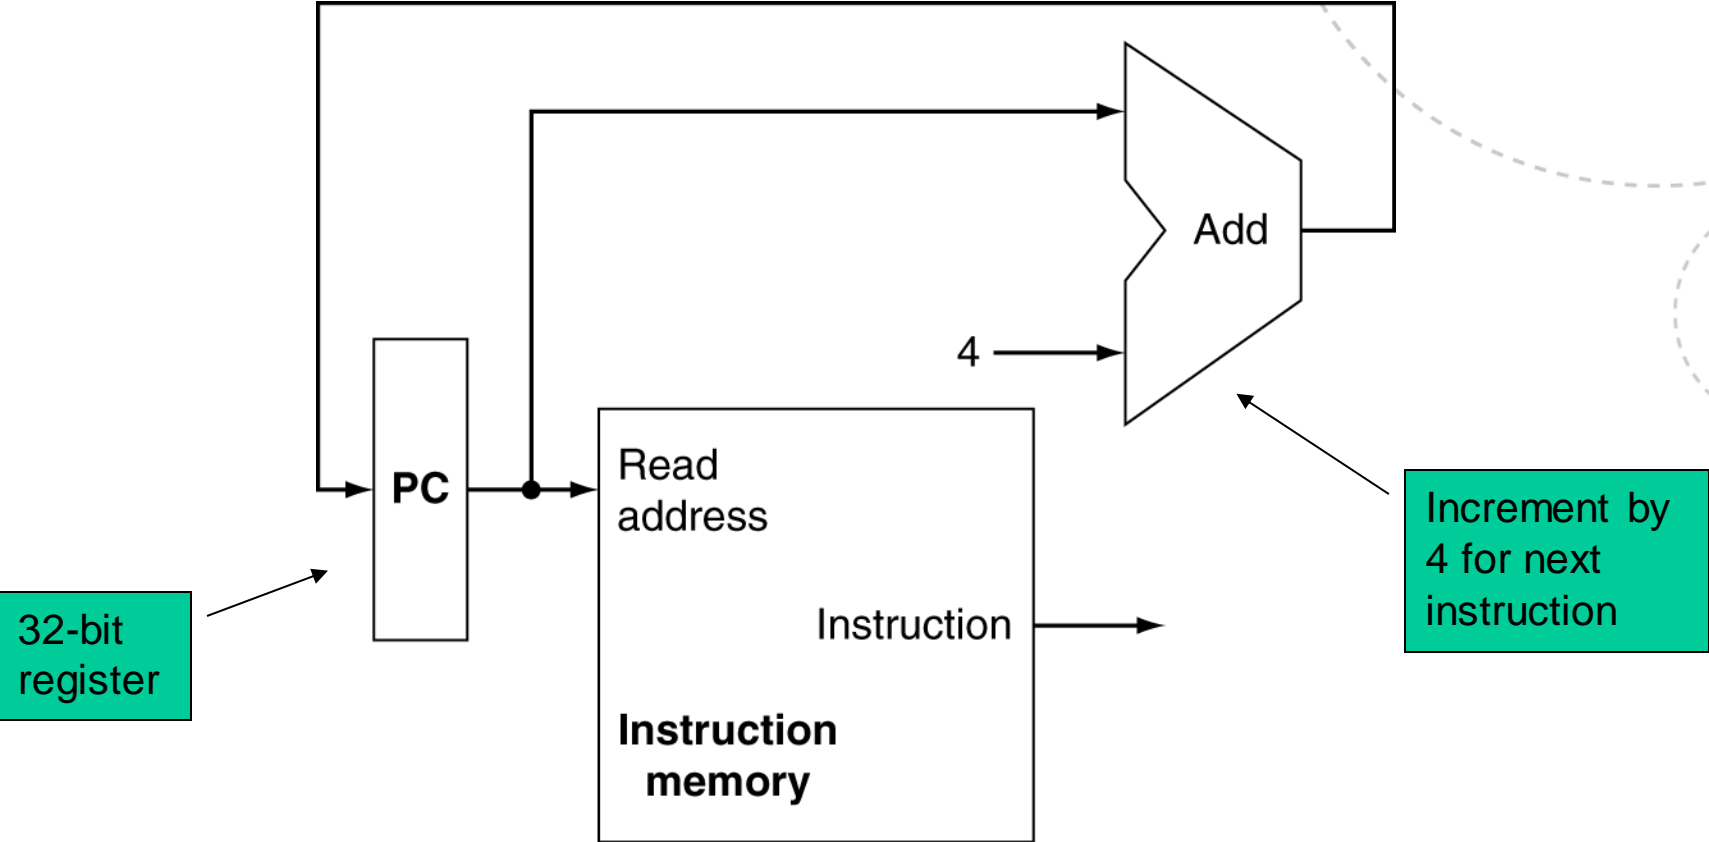 Add
4
PC
Read
address
Instruction
Instruction
memory
32-bit
register
Increment by
4 for next
instruction